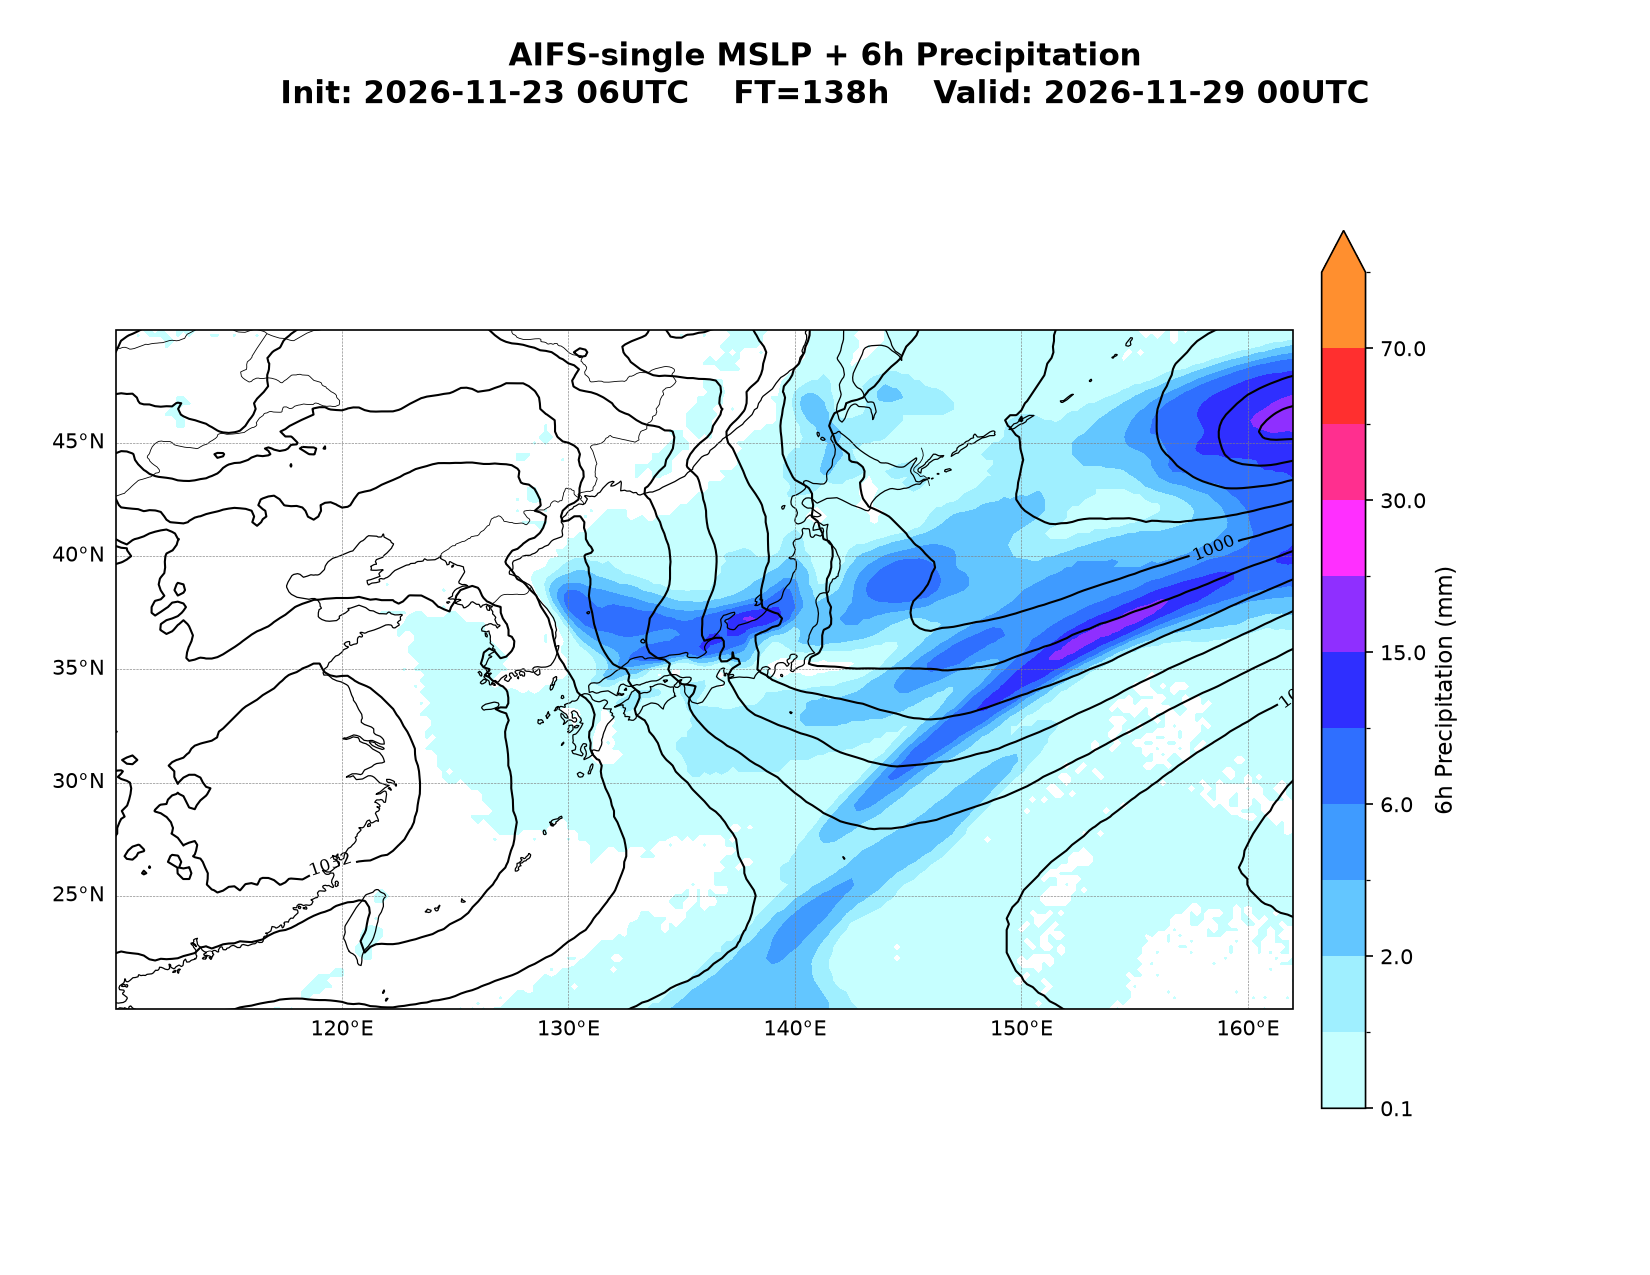 AIFS-single MSLP + 6h Precipitation
Init: 2026-11-23 06UTC    FT=138h    Valid: 2026-11-29 00UTC
70.0
30.0
15.0
6.0
2.0
0.1
6h Precipitation (mm)
45°N
40°N
35°N
30°N
25°N
120°E
130°E
140°E
150°E
160°E
1000
1032
10